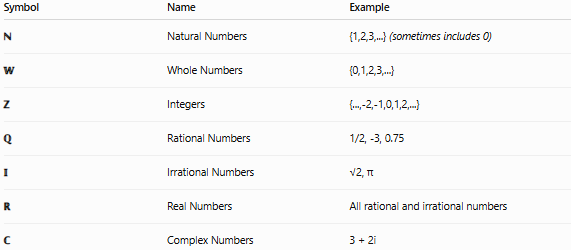 Symbol Name Example
ℕ Natural Numbers {1,2,3,...} (sometimes includes 0)
𝕎 Whole Numbers {0,1,2,3,...}
ℤ Integers {...,-2,-1,0,1,2,...}
ℚ Rational Numbers 1/2, -3, 0.75
𝕀 Irrational Numbers √2, π
ℝ Real Numbers All rational and irrational numbers
ℂ Complex Numbers 3 + 2i